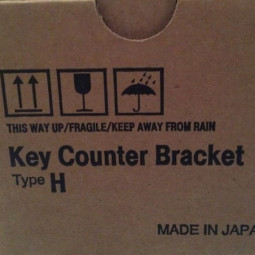 THIS WAY UP/FRAGILE/KEEP AWAY FROM RAIN
Key Counter Bracket
Type H
MADE IN JAPA